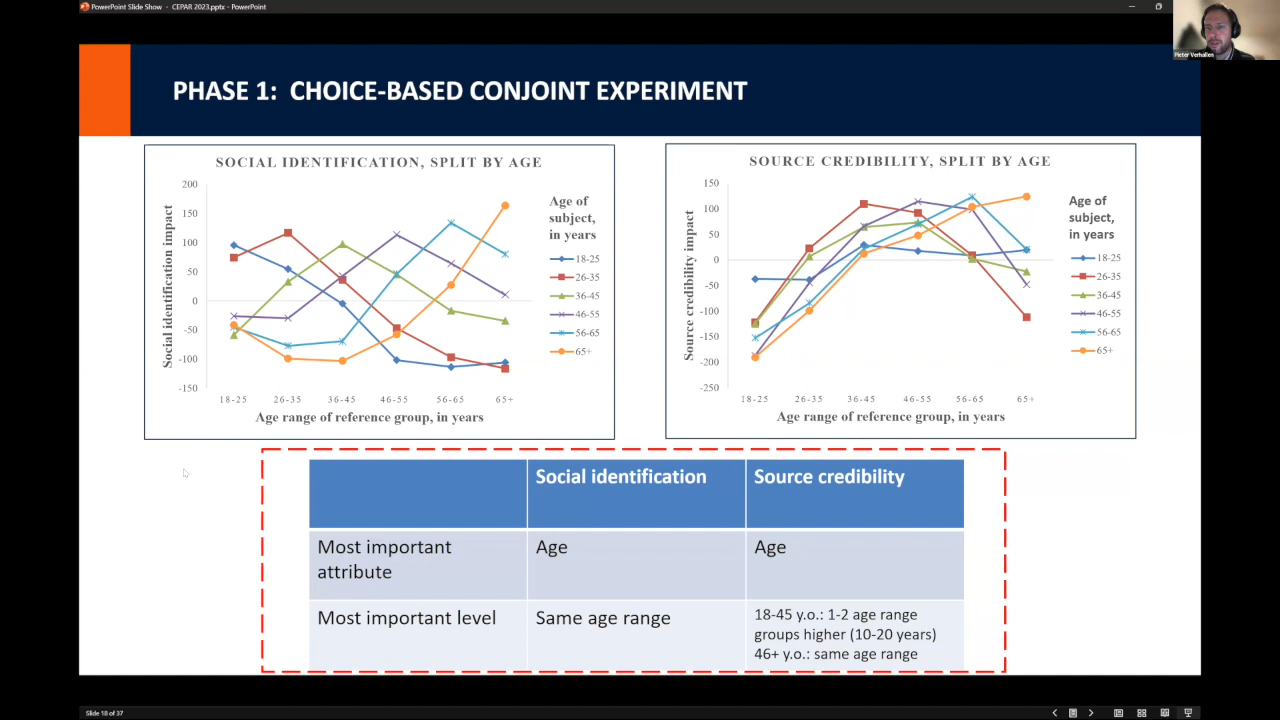 PowerPoint Slide Show - CEPAR 2023.pptx - PowerPoint
Pieter Verhallen
PHASE 1: CHOICE-BASED CONJOINT EXPERIMENT
SOCIAL IDENTIFICATION, SPLIT BY AGE
Social identification impact
200
150
100
50
0
-50
-100
-150
18-25
26-35
36-45
46-55
56-65
65+
Age range of reference group, in years
Age of
subject,
in years
18-25
26-35
36-45
46-55
56-65
65+
SOURCE CREDIBILITY, SPLIT BY AGE
Source credibility impact
150
100
50
0
-50
-100
-150
-200
-250
18-25
26-35
36-45
46-55
56-65
65+
Age range of reference group, in years
Age of
subject,
in years
18-25
26-35
36-45
46-55
56-65
65+
Social identification
Source credibility
Most important
attribute
Age
Age
Most important level
Same age range
18-45 y.o.: 1-2 age range
groups higher (10-20 years)
46+ y.o.: same age range
Slide 18 of 37